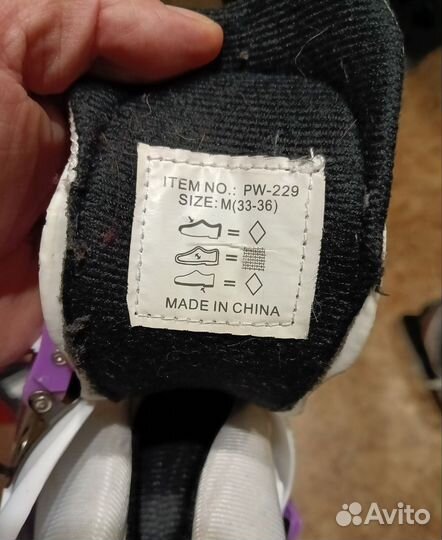 ITEM NO.: PW-229
SIZE: M(33-36)
=
=
=
MADE IN CHINA
Avito